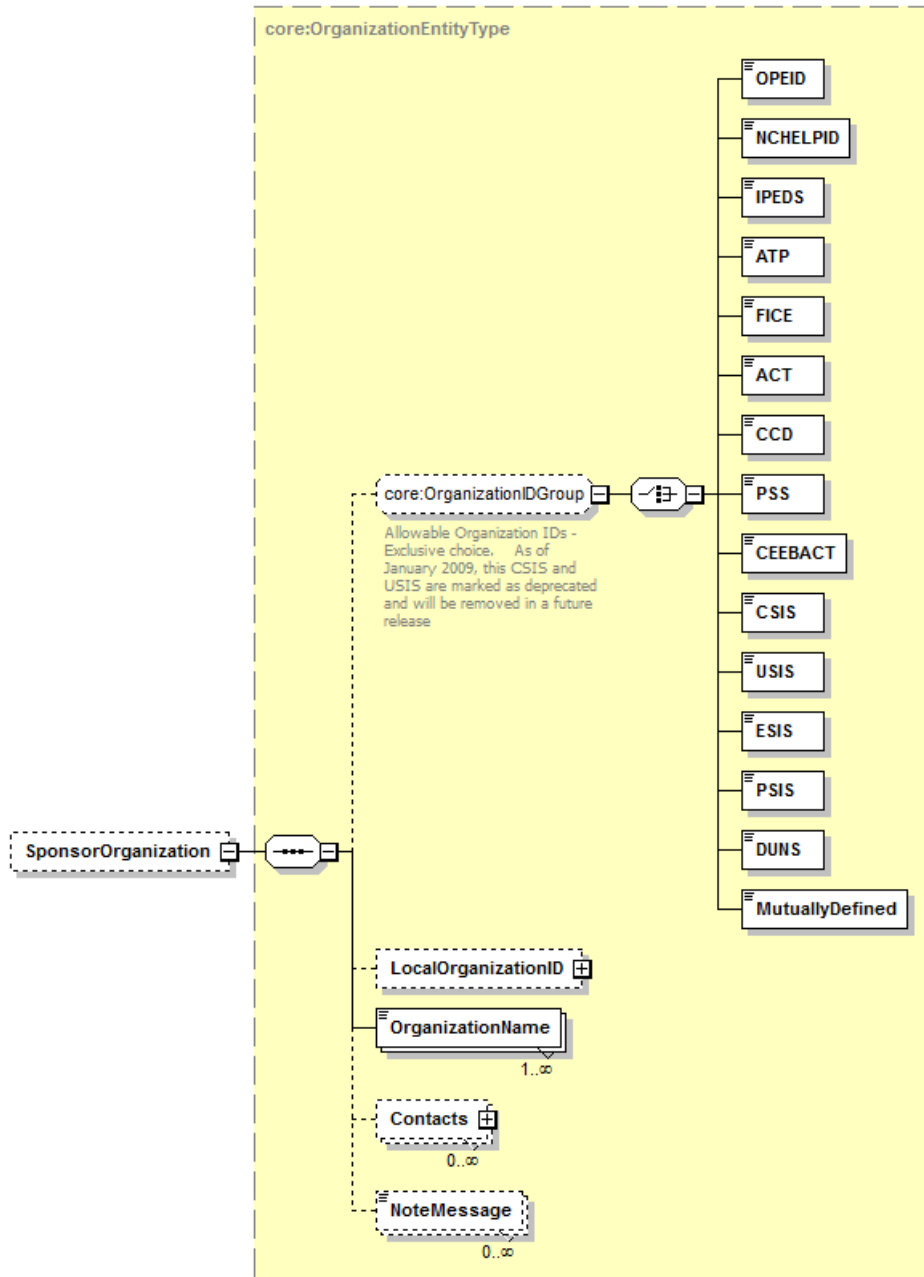 core:OrganizationEntityType
OPEID
NCHELPID
IPEDS
ATP
FICE
ACT
CCD
core:OrganizationIDGroup
PSS
Allowable Organization IDs -
Exclusive choice. As of
January 2009, this CSIS and
USIS are marked as deprecated
and will be removed in a future
release
CEEBACT
CSIS
USIS
ESIS
PSIS
DUNS
SponsorOrganization
MutuallyDefined
LocalOrganizationID
OrganizationName
1..∞
Contacts
0..∞
NoteMessage
0..∞